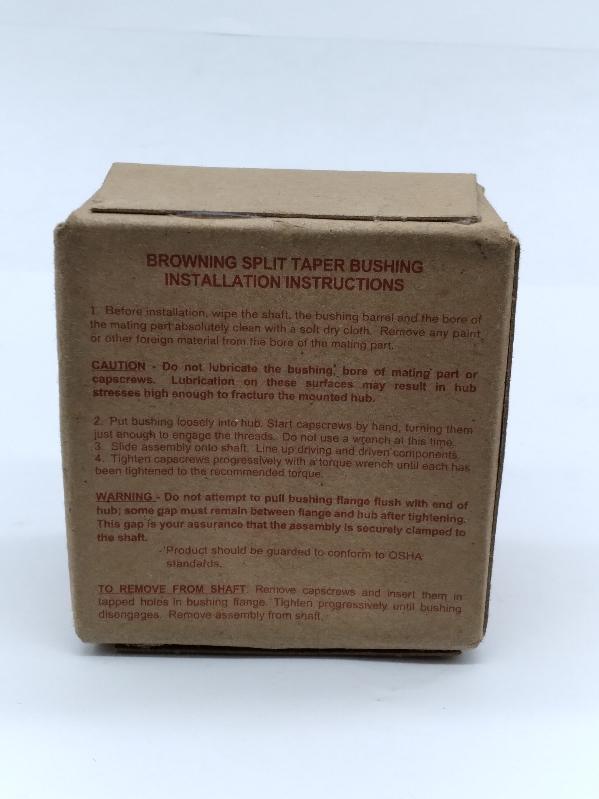 BROWNING SPLIT TAPER BUSHING
INSTALLATION INSTRUCTIONS
1. Before installation, wipe the shaft, the bushing barrel and the bore of
the mating part absolutely clean with a soft dry cloth. Remove any paint
or other foreign material from the bore of the mating part.
CAUTION - Do not lubricate the bushing, bore of mating part or
capscrews. Lubrication on these surfaces may result in hub
stresses high enough to fracture the mounted hub.
2. Put bushing loosely into hub. Start capscrews by hand, turning them
just enough to engage the threads. Do not use a wrench at this time.
3. Slide assembly onto shaft. Line up driving and driven components.
4. Tighten capscrews progressively with a torque wrench until each has
been tightened to the recommended torque.
WARNING - Do not attempt to pull bushing flange flush with end of
hub; some gap must remain between flange and hub after tightening.
This gap is your assurance that the assembly is securely clamped to
the shaft.
- Product should be guarded to conform to OSHA
standards.
TO REMOVE FROM SHAFT: Remove capscrews and insert them in
tapped holes in bushing flange. Tighten progressively until bushing
disengages. Remove assembly from shaft.